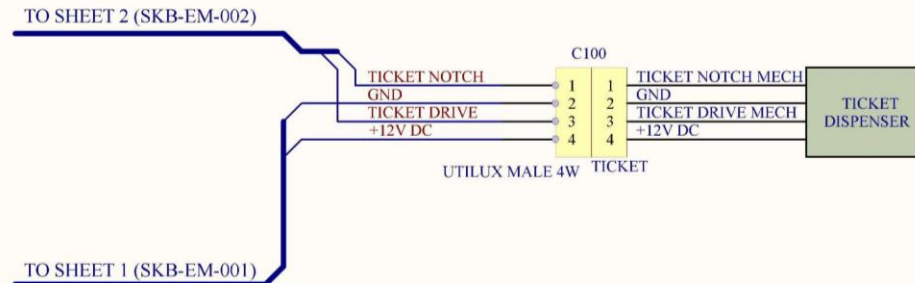 TO SHEET 2 (SKB-EM-002)
C100
TICKET NOTCH 1 1 TICKET NOTCH MECH
GND 2 2 GND
TICKET DRIVE 3 3 TICKET DRIVE MECH
+12V DC 4 4 +12V DC
TICKET
DISPENSER
UTILUX MALE 4W TICKET
TO SHEET 1 (SKB-EM-001)